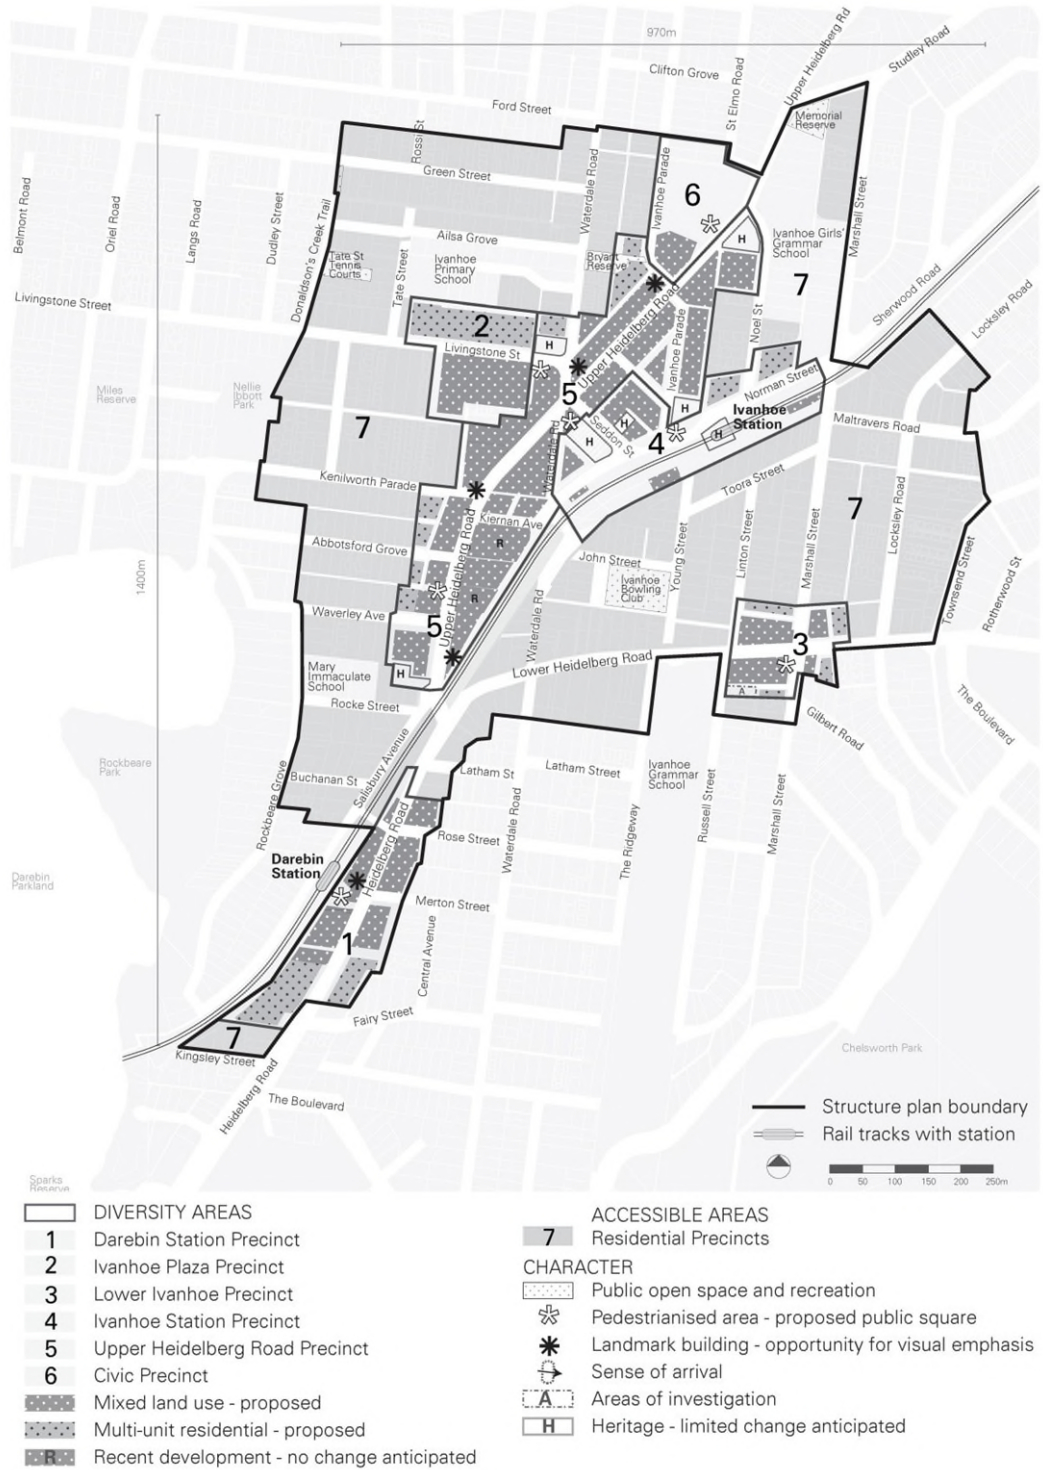 970m
Upper Heidelberg Rd
Studley Road
Clifton Grove
St Elmo Road
Ford Street
Memorial
Reserve
Rossi St
Waterdale Road
Ivanhoe Parade
Green Street
6
Belmont Road
Oriel Road
Langs Road
Dudley Street
Donaldson's Creek Trail
Marshall Street
Ailsa Grove
H
Ivanhoe Girls'
Grammar
School
Tate St
Tennis
Courts
Tate Street
Ivanhoe
Primary
School
Bryant
Reserve
7
Sherwood Road
Locksley Road
Livingstone Street
2
Upper Heidelberg Road
Ivanhoe Parade
Noel St
H
Livingstone St
Norman Street
Miles
Reserve
Nellie
Ibbott
Park
5
H
Ivanhoe
Station
H
Seddon St
H
4
H
Maltravers Road
7
Waterdale Rd
Kenilworth Parade
Toora Street
7
Locksley Road
Kiernan Ave
R
Abbotsford Grove
Upper Heidelberg Road
John Street
Young Street
Linton Street
Marshall Street
Townsend Street
Rotherwood St
1400m
Ivanhoe
Bowling
Club
R
Waverley Ave
5
Waterdale Rd
3
Lower Heidelberg Road
Mary
Immaculate
School
H
A
Rocke Street
Gilbert Road
The Boulevard
Salisbury Avenue
Rockbeare
Park
Rockbeare Grove
Buchanan St
Latham St
Latham Street
Ivanhoe
Grammar
School
Russell Street
Marshall Street
Waterdale Road
The Ridgeway
Heidelberg Road
Rose Street
Darebin
Station
Darebin
Parkland
Merton Street
1
Central Avenue
Fairy Street
7
Kingsley Street
Heidelberg Road
The Boulevard
Chelsworth Park
Structure plan boundary
Rail tracks with station
0 50 100 150 200 250m
Sparks
Reserve
DIVERSITY AREAS
1 Darebin Station Precinct
2 Ivanhoe Plaza Precinct
3 Lower Ivanhoe Precinct
4 Ivanhoe Station Precinct
5 Upper Heidelberg Road Precinct
6 Civic Precinct
Mixed land use - proposed
Multi-unit residential - proposed
R Recent development - no change anticipated
ACCESSIBLE AREAS
7 Residential Precincts
CHARACTER
Public open space and recreation
Pedestrianised area - proposed public square
Landmark building - opportunity for visual emphasis
Sense of arrival
A Areas of investigation
H Heritage - limited change anticipated